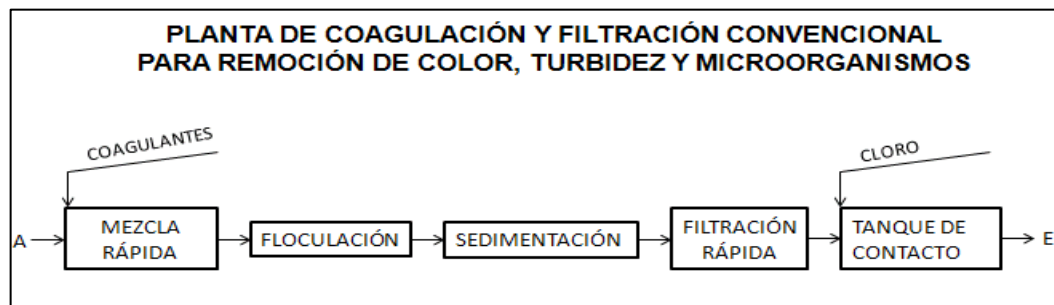 PLANTA DE COAGULACIÓN Y FILTRACIÓN CONVENCIONAL
PARA REMOCIÓN DE COLOR, TURBIDEZ Y MICROORGANISMOS
COAGULANTES
CLORO
A
MEZCLA
RÁPIDA
FLOCULACIÓN
SEDIMENTACIÓN
FILTRACIÓN
RÁPIDA
TANQUE DE
CONTACTO
E